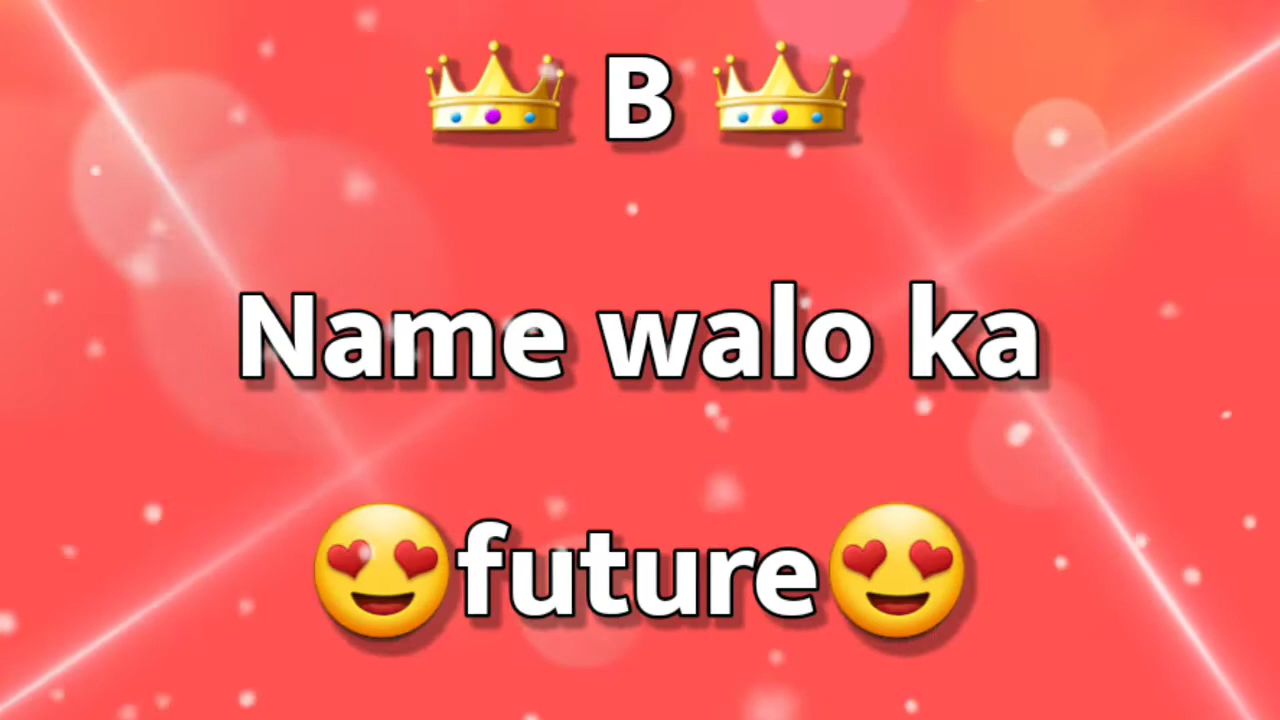 👑 B 👑
Name walo ka
😍future😍